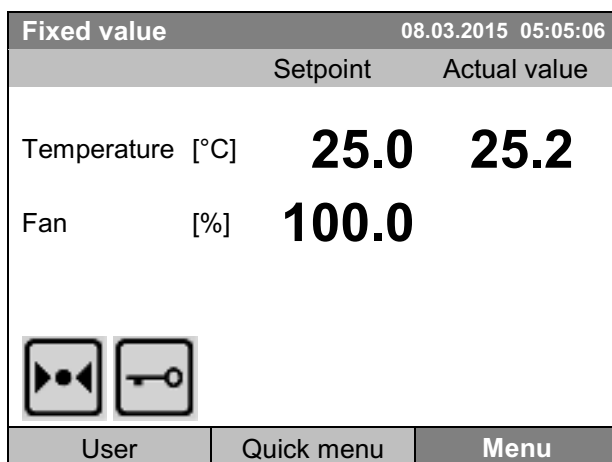 Fixed value 08.03.2015 05:05:06
Setpoint Actual value
Temperature [°C] 25.0 25.2
Fan [%] 100.0
User Quick menu Menu